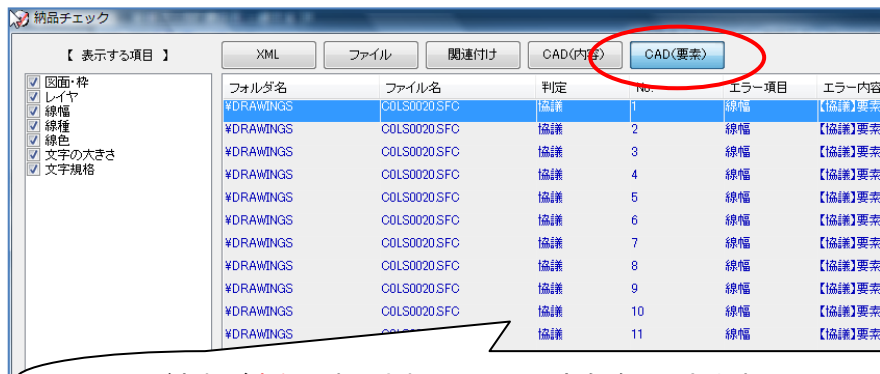 納品チェック
【 表示する項目 】
XML ファイル 関連付け CAD(内容) CAD(要素)
図面・枠
レイヤ
線幅
線種
線色
文字の大きさ
文字規格
フォルダ名 ファイル名 判定 No. エラー項目 エラー内容
¥DRAWINGS C0LS0020.SFC 協議 1 線幅 【協議】要素
¥DRAWINGS C0LS0020.SFC 協議 2 線幅 【協議】要素
¥DRAWINGS C0LS0020.SFC 協議 3 線幅 【協議】要素
¥DRAWINGS C0LS0020.SFC 協議 4 線幅 【協議】要素
¥DRAWINGS C0LS0020.SFC 協議 5 線幅 【協議】要素
¥DRAWINGS C0LS0020.SFC 協議 6 線幅 【協議】要素
¥DRAWINGS C0LS0020.SFC 協議 7 線幅 【協議】要素
¥DRAWINGS C0LS0020.SFC 協議 8 線幅 【協議】要素
¥DRAWINGS C0LS0020.SFC 協議 9 線幅 【協議】要素
¥DRAWINGS C0LS0020.SFC 協議 10 線幅 【協議】要素
¥DRAWINGS 協議 11 線幅 【協議】要素